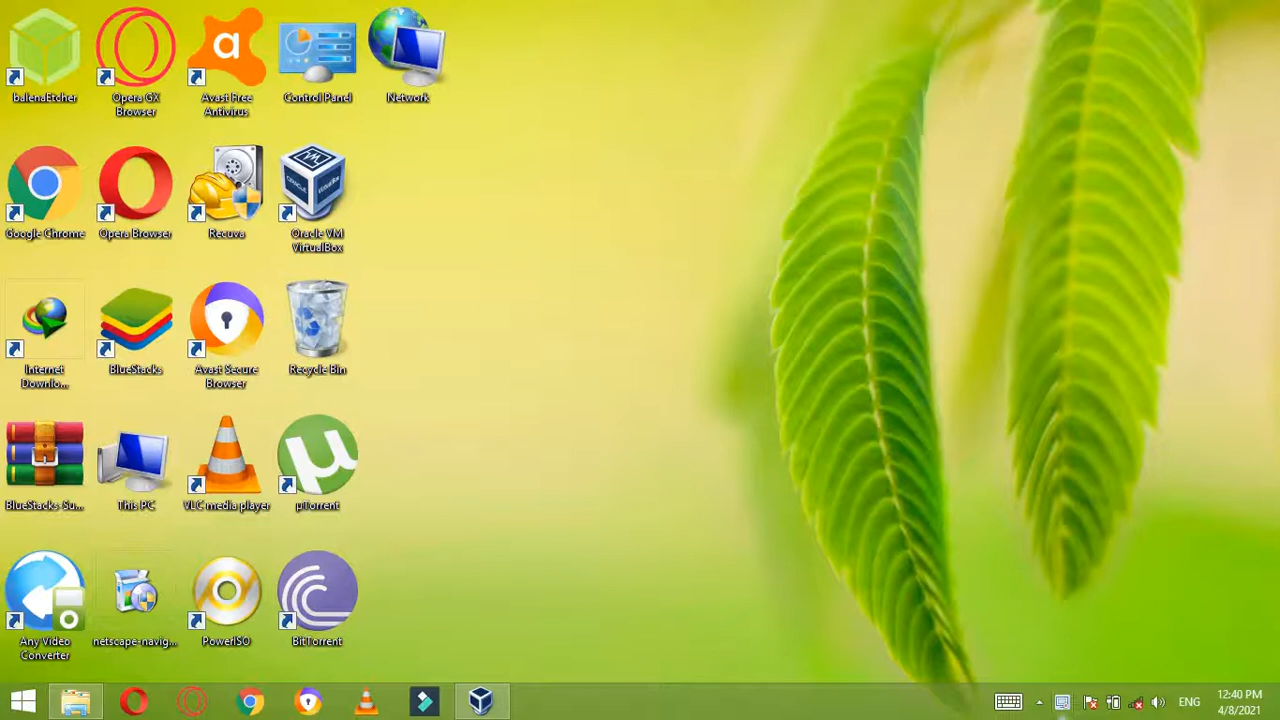 balenaEtcher
Opera GX
Browser
Avast Free
Antivirus
Control Panel
Network
Google Chrome
Opera Browser
Recuva
Oracle VM
VirtualBox
Internet
Downlo...
BlueStacks
Avast Secure
Browser
Recycle Bin
BlueStacks-Su...
This PC
VLC media player
µTorrent
Any Video
Converter
netscape-navig...
PowerISO
BitTorrent
ENG
12:40 PM
4/8/2021